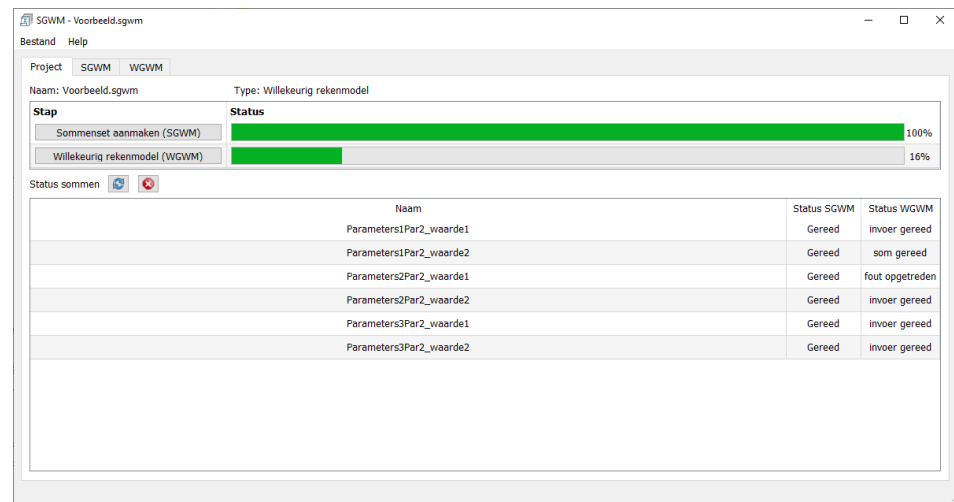 SGWM - Voorbeeld.sgwm
Bestand Help
Project SGWM WGWM
Naam: Voorbeeld.sgwm Type: Willekeurig rekenmodel
Stap Status
Sommenset aanmaken (SGWM) 100%
Willekeurig rekenmodel (WGWM) 16%
Status sommen
Naam Status SGWM Status WGWM
Parameters1Par2_waarde1 Gereed invoer gereed
Parameters1Par2_waarde2 Gereed som gereed
Parameters2Par2_waarde1 Gereed fout opgetreden
Parameters2Par2_waarde2 Gereed invoer gereed
Parameters3Par2_waarde1 Gereed invoer gereed
Parameters3Par2_waarde2 Gereed invoer gereed